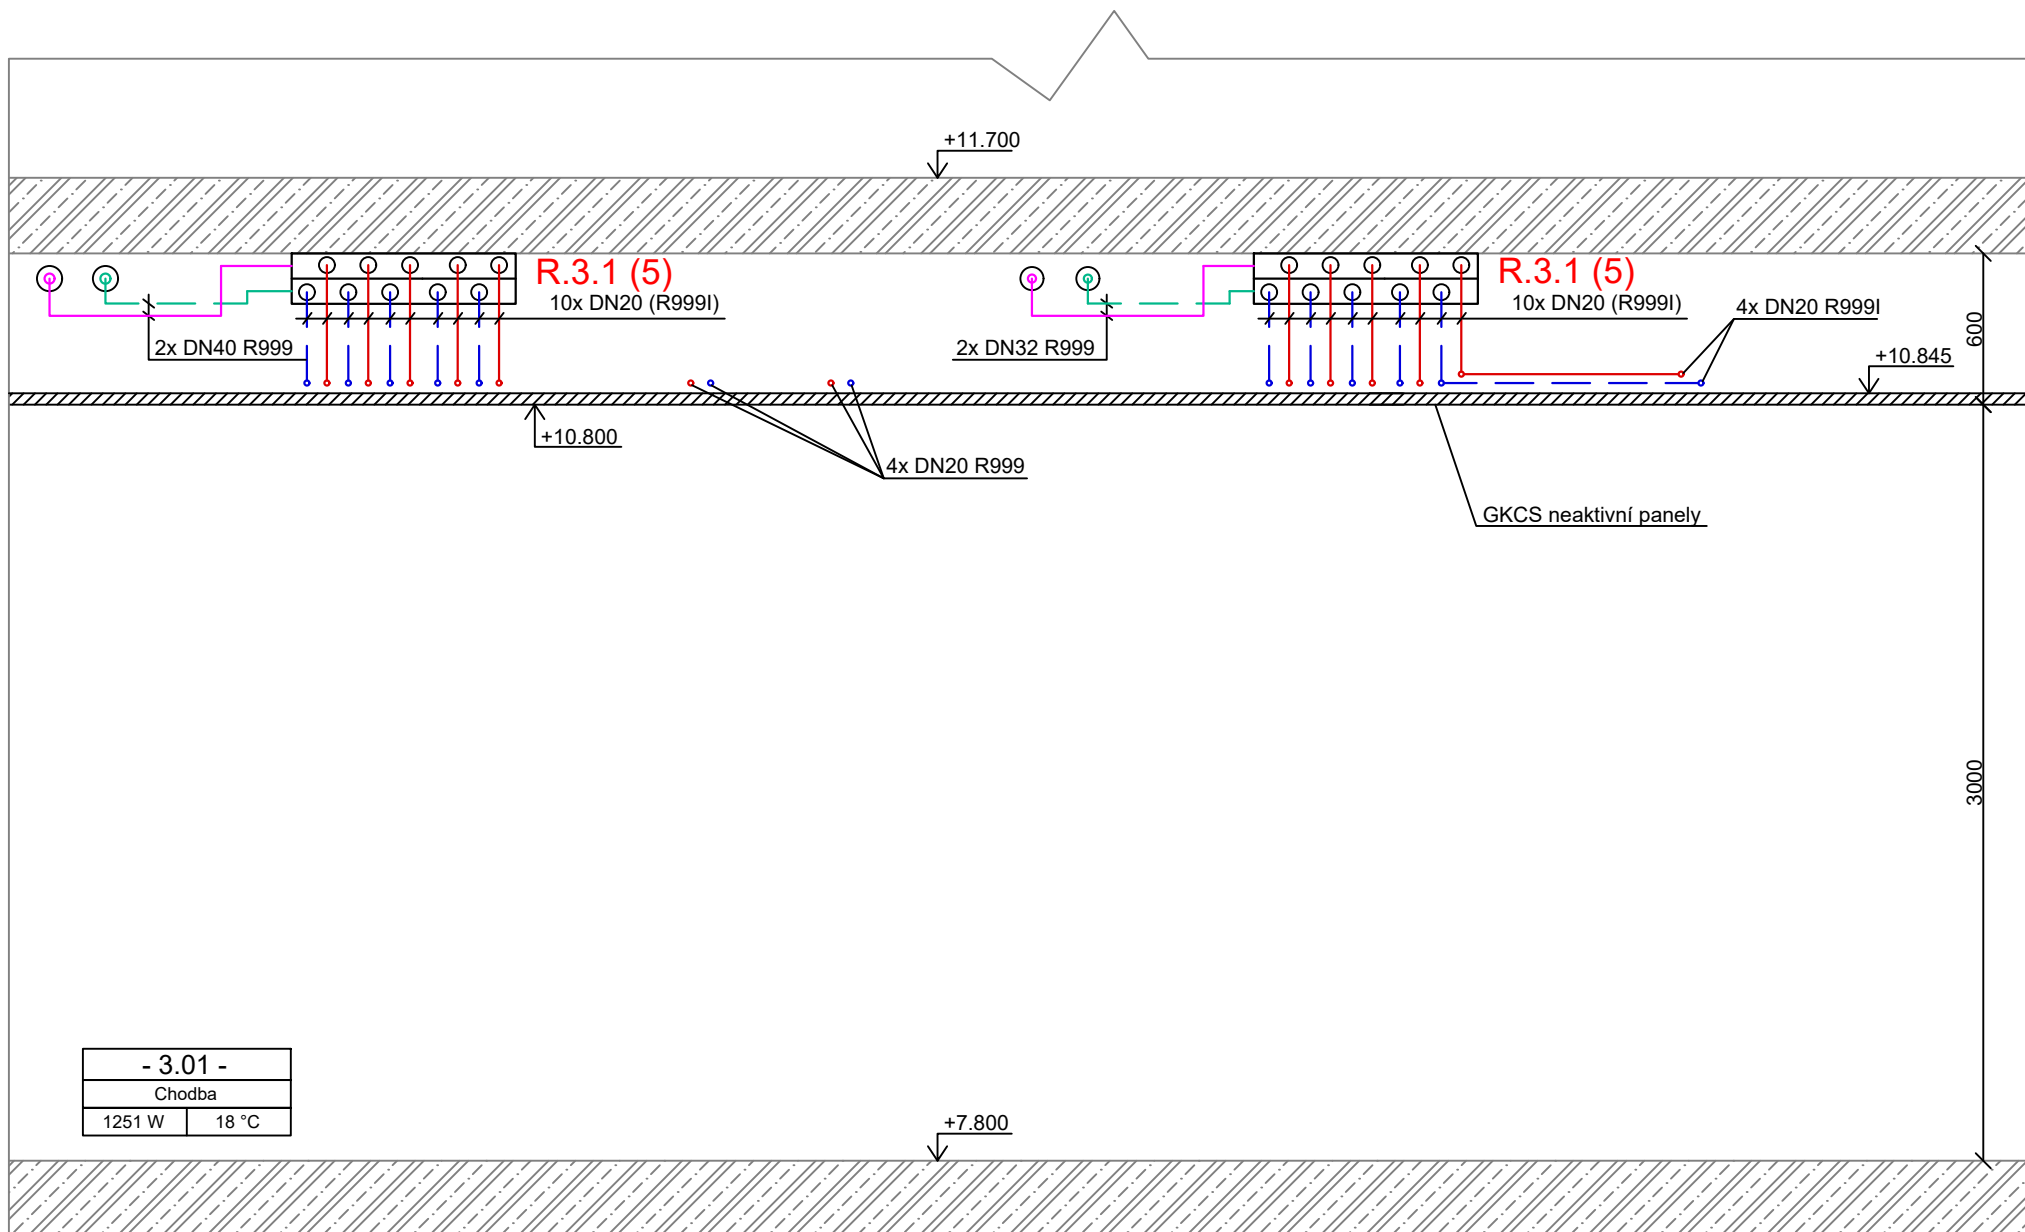 +11.700
R.3.1 (5)
10x DN20 (R999I)
2x DN40 R999
R.3.1 (5)
10x DN20 (R999I)
2x DN32 R999
4x DN20 R999I
600
+10.845
+10.800
4x DN20 R999
GKCS neaktivní panely
3000
- 3.01 -
Chodba
1251 W
18 °C
+7.800